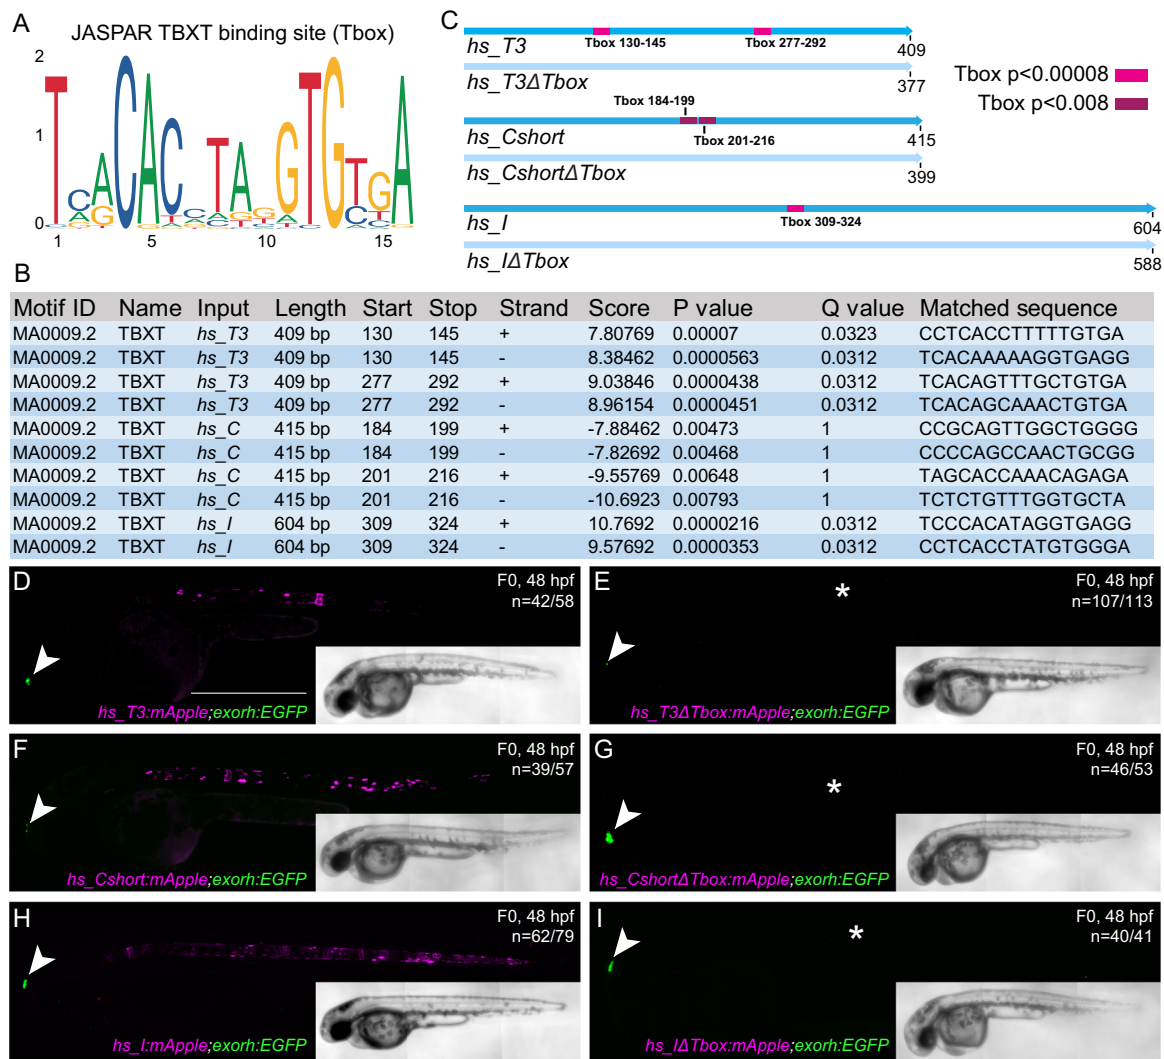 A
JASPAR TBXT binding site (Tbox)
2
1
0
1 5 10 15
C
hs_T3
Tbox 130-145
Tbox 277-292
409
hs_T3ΔTbox
377
Tbox 184-199
hs_Cshort
Tbox 201-216
415
hs_CshortΔTbox
399
hs_I
Tbox 309-324
604
hs_IΔTbox
588
Tbox p<0.00008
Tbox p<0.008
B
Motif ID Name Input Length Start Stop Strand Score P value Q value Matched sequence
MA0009.2 TBXT hs_T3 409 bp 130 145 + 7.80769 0.00007 0.0323 CCTCACCTTTTTGTGA
MA0009.2 TBXT hs_T3 409 bp 130 145 - 8.38462 0.0000563 0.0312 TCACAAAAAGGTGAGG
MA0009.2 TBXT hs_T3 409 bp 277 292 + 9.03846 0.0000438 0.0312 TCACAGTTTGCTGTGA
MA0009.2 TBXT hs_T3 409 bp 277 292 - 8.96154 0.0000451 0.0312 TCACAGCAAACTGTGA
MA0009.2 TBXT hs_C 415 bp 184 199 + -7.88462 0.00473 1 CCGCAGTTGGCTGGGG
MA0009.2 TBXT hs_C 415 bp 184 199 - -7.82692 0.00468 1 CCCCAGCCAACTGCGG
MA0009.2 TBXT hs_C 415 bp 201 216 + -9.55769 0.00648 1 TAGCACCAAACAGAGA
MA0009.2 TBXT hs_C 415 bp 201 216 - -10.6923 0.00793 1 TCTCTGTTTGGTGCTA
MA0009.2 TBXT hs_I 604 bp 309 324 + 10.7692 0.0000216 0.0312 TCCCACATAGGTGAGG
MA0009.2 TBXT hs_I 604 bp 309 324 - 9.57692 0.0000353 0.0312 CCTCACCTATGTGGGA
D
F0, 48 hpf
n=42/58
hs_T3:mApple;exorh:EGFP
E
*
F0, 48 hpf
n=107/113
hs_T3ΔTbox:mApple;exorh:EGFP
F
F0, 48 hpf
n=39/57
hs_Cshort:mApple;exorh:EGFP
G
*
F0, 48 hpf
n=46/53
hs_CshortΔTbox:mApple;exorh:EGFP
H
F0, 48 hpf
n=62/79
hs_I:mApple;exorh:EGFP
I
*
F0, 48 hpf
n=40/41
hs_IΔTbox:mApple;exorh:EGFP